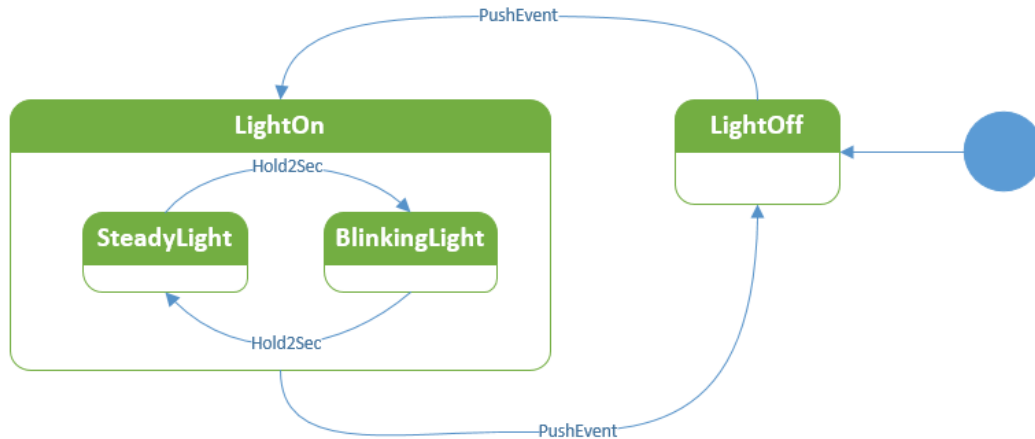 PushEvent
LightOn
LightOff
Hold2Sec
SteadyLight
BlinkingLight
Hold2Sec
PushEvent